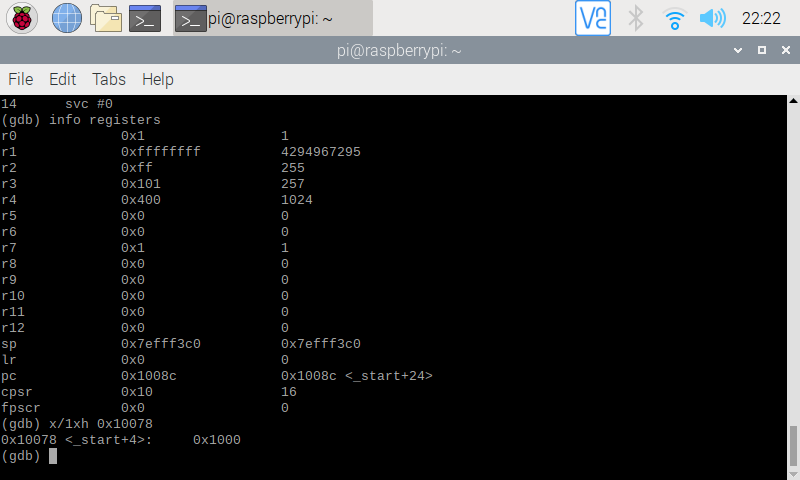 pi@raspberrypi: ~
V2
22:22
pi@raspberrypi: ~
File Edit Tabs Help
14      svc #0
(gdb) info registers
r0             0x1                 1
r1             0xffffffff          4294967295
r2             0xff                255
r3             0x101               257
r4             0x400               1024
r5             0x0                 0
r6             0x0                 0
r7             0x1                 1
r8             0x0                 0
r9             0x0                 0
r10            0x0                 0
r11            0x0                 0
r12            0x0                 0
sp             0x7efff3c0          0x7efff3c0
lr             0x0                 0
pc             0x1008c             0x1008c <_start+24>
cpsr           0x10                16
fpscr          0x0                 0
(gdb) x/1xh 0x10078
0x10078 <_start+4>:     0x1000
(gdb)